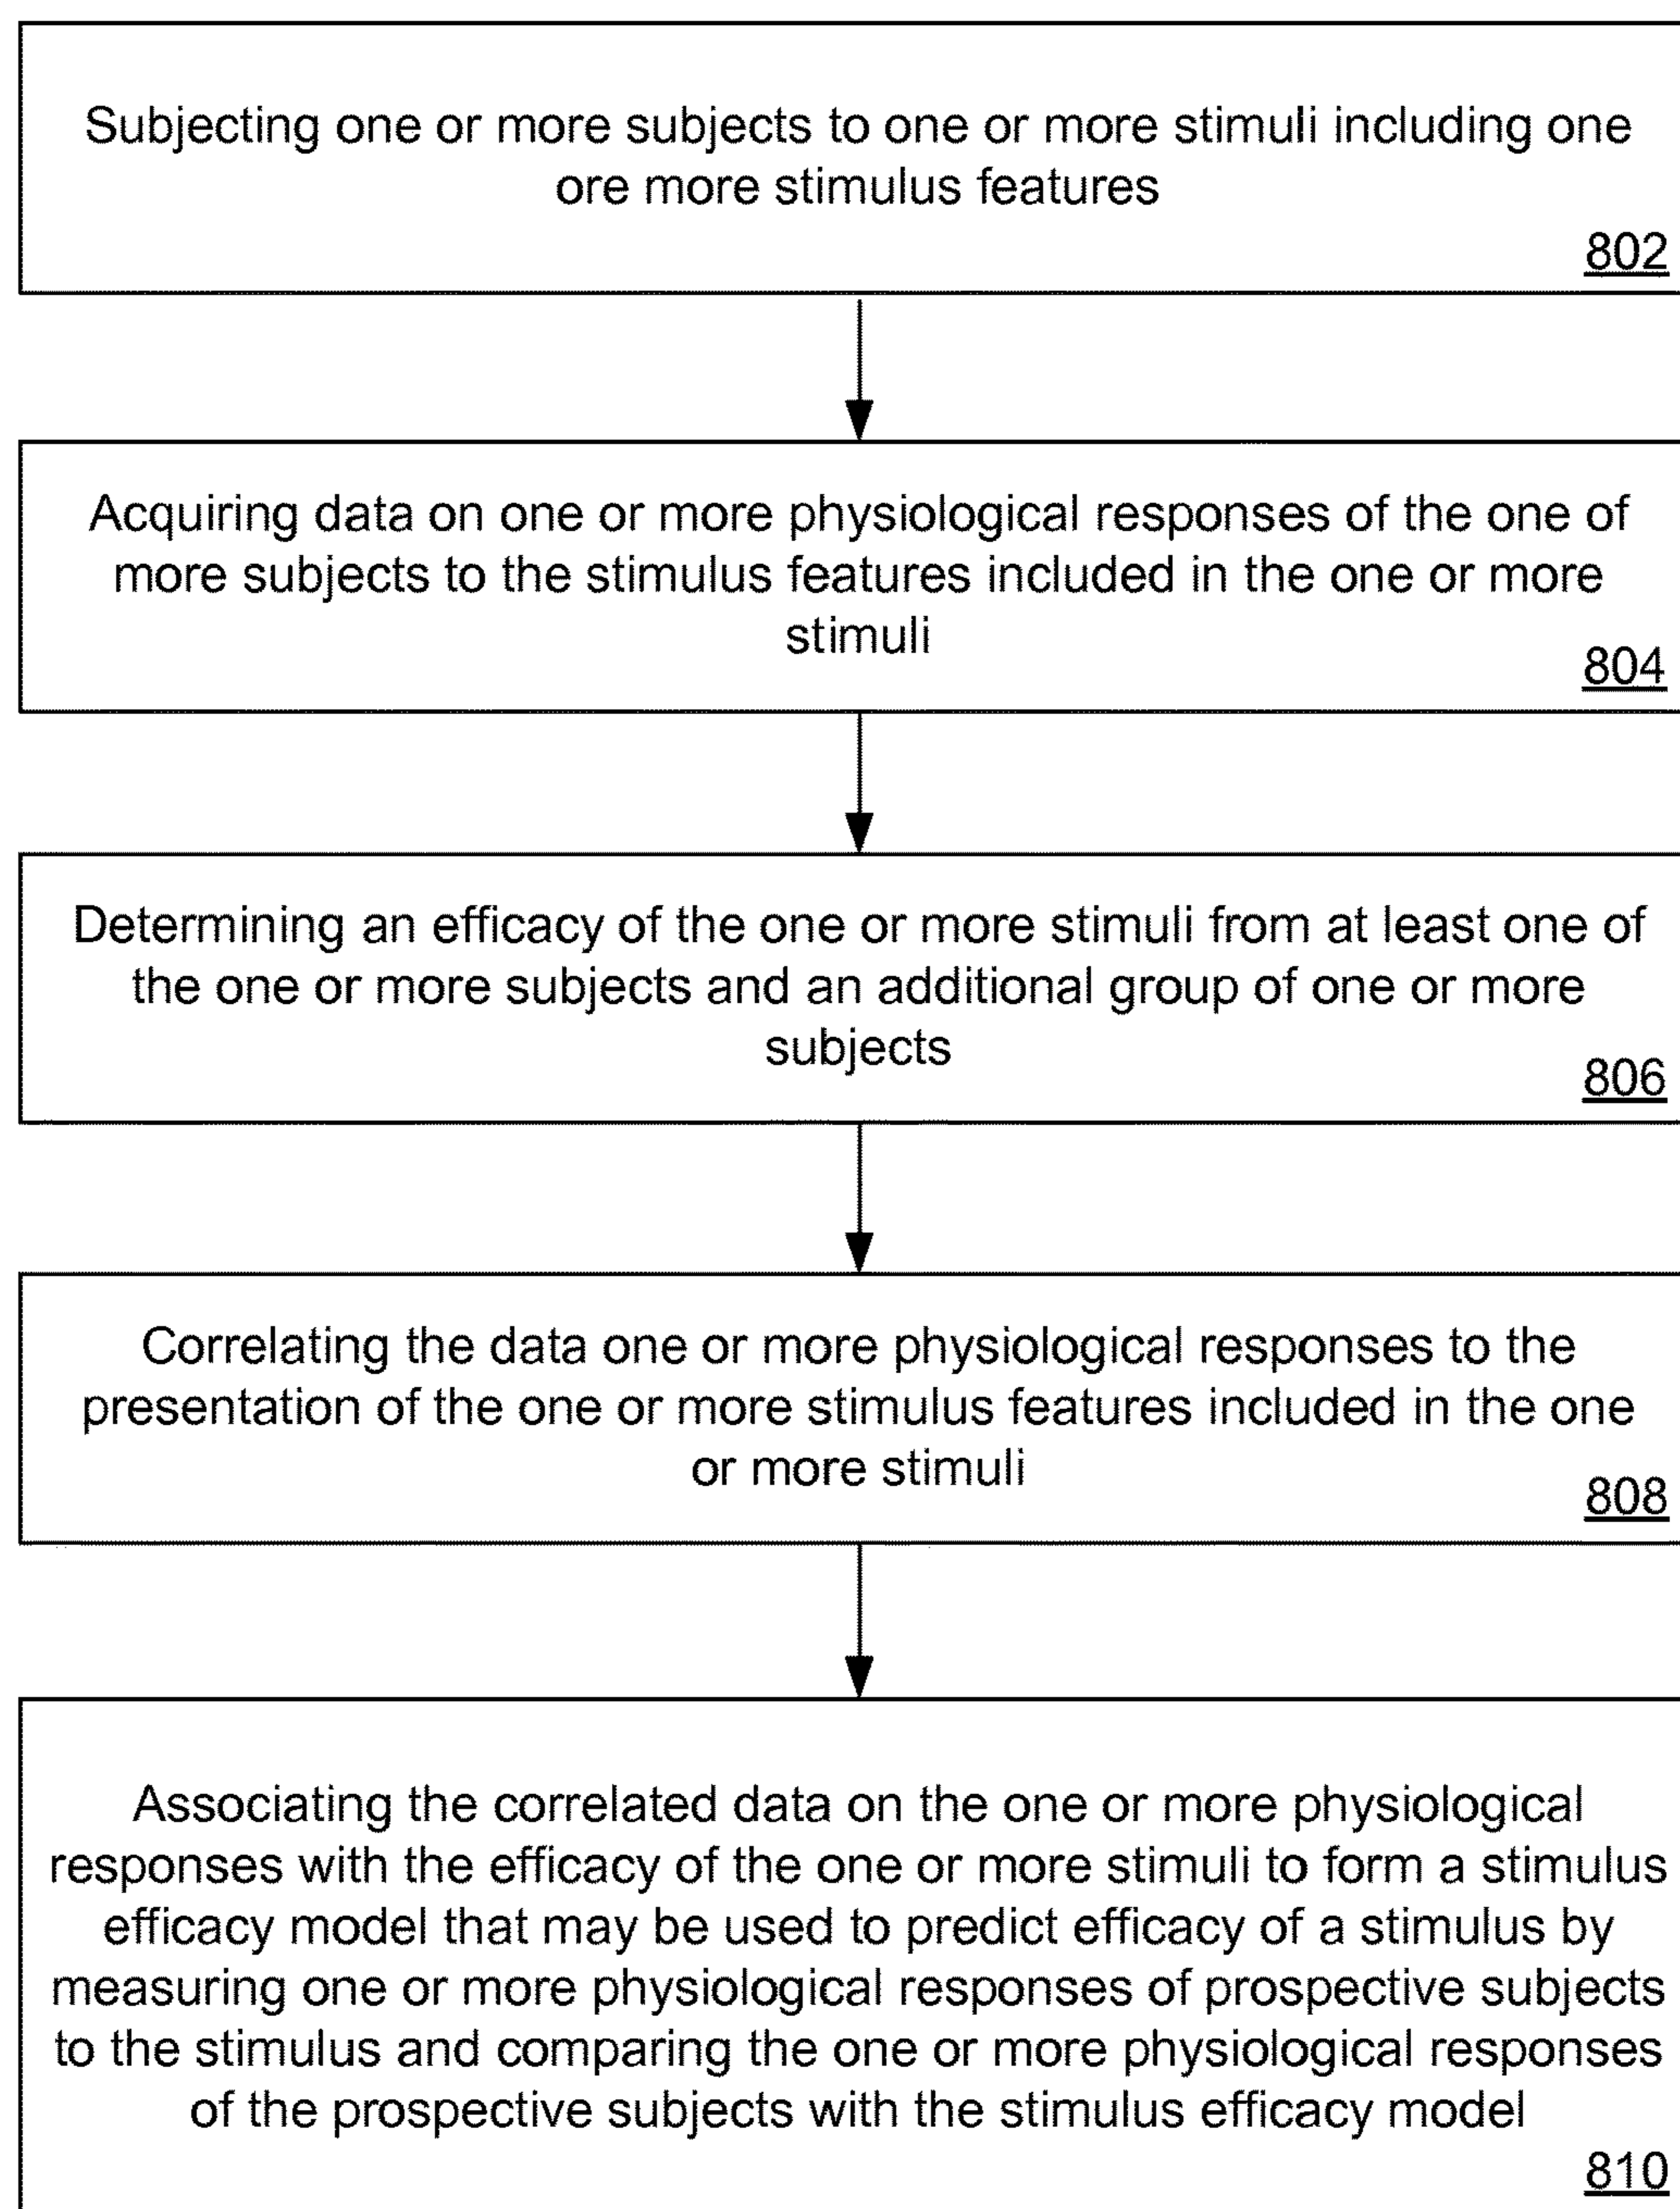 Subjecting one or more subjects to one or more stimuli including one
ore more stimulus features
802
Acquiring data on one or more physiological responses of the one of
more subjects to the stimulus features included in the one or more
stimuli
804
Determining an efficacy of the one or more stimuli from at least one of
the one or more subjects and an additional group of one or more
subjects
806
Correlating the data one or more physiological responses to the
presentation of the one or more stimulus features included in the one
or more stimuli
808
Associating the correlated data on the one or more physiological
responses with the efficacy of the one or more stimuli to form a stimulus
efficacy model that may be used to predict efficacy of a stimulus by
measuring one or more physiological responses of prospective subjects
to the stimulus and comparing the one or more physiological responses
of the prospective subjects with the stimulus efficacy model
810